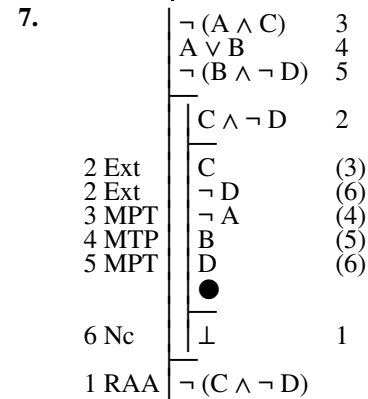 7.
¬ (A ∧ C) 3
A ∨ B 4
¬ (B ∧ ¬ D) 5
C ∧ ¬ D 2
2 Ext C (3)
2 Ext ¬ D (6)
3 MPT ¬ A (4)
4 MTP B (5)
5 MPT D (6)
●
6 Nc ⊥ 1
1 RAA ¬ (C ∧ ¬ D)